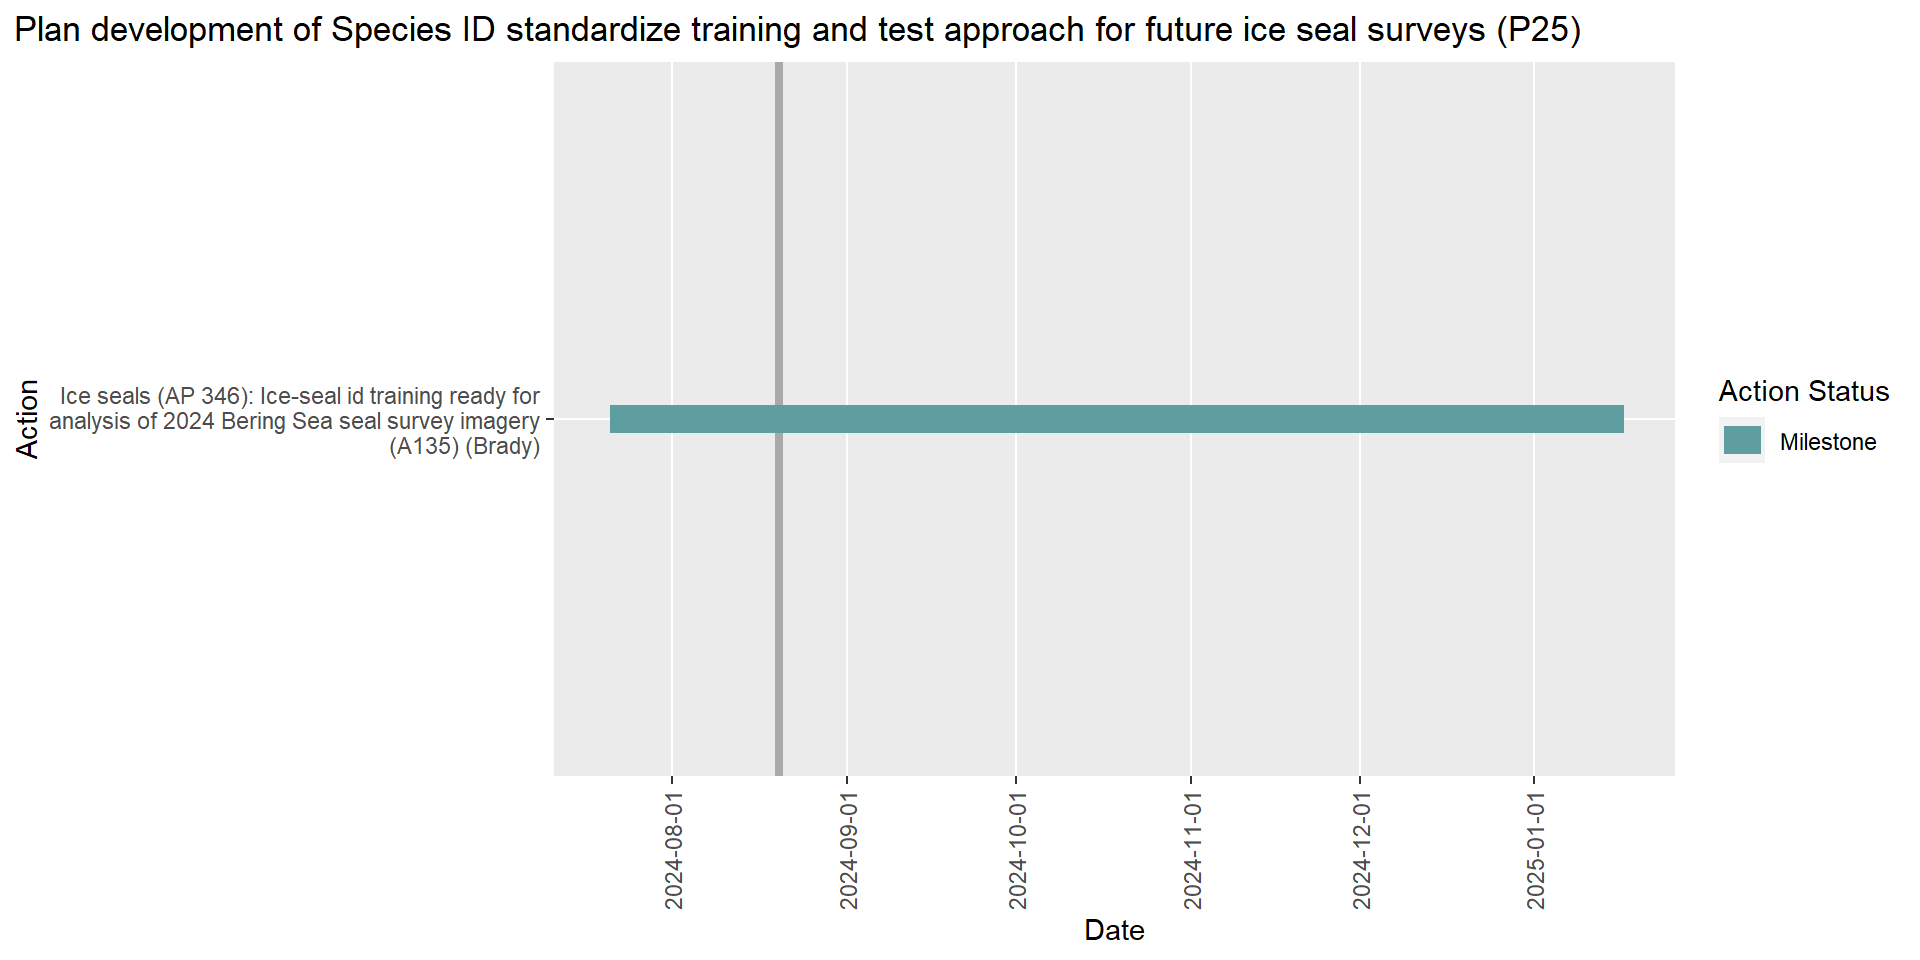 Plan development of Species ID standardize training and test approach for future ice seal surveys (P25)
Action
Ice seals (AP 346): Ice-seal id training ready for
analysis of 2024 Bering Sea seal survey imagery
(A135) (Brady)
Action Status
Milestone
2024-08-01
2024-09-01
2024-10-01
2024-11-01
2024-12-01
2025-01-01
Date